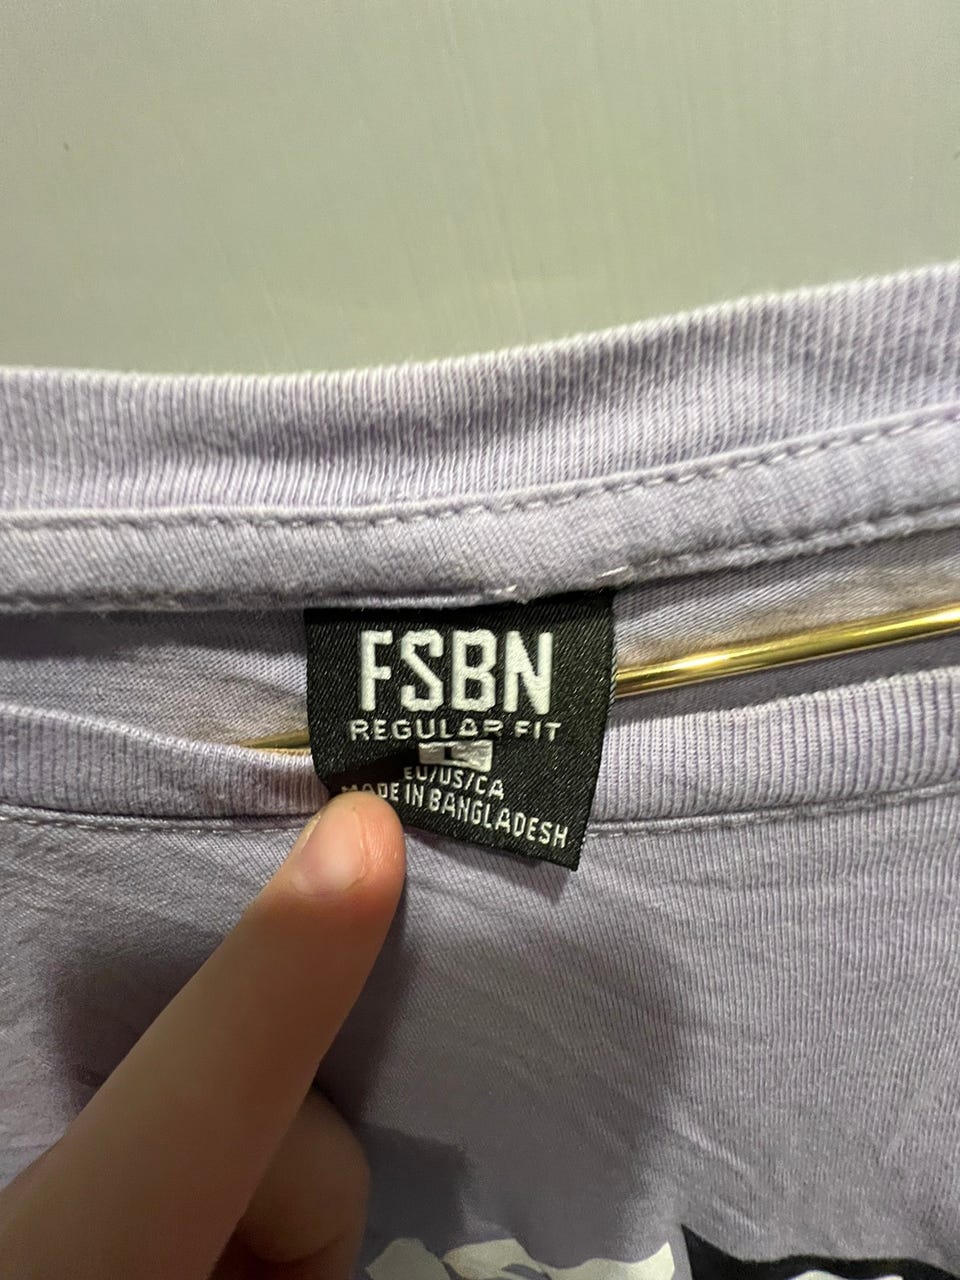 FSBN
REGULAR FIT
L
EU/US/CA
MADE IN BANGLADESH